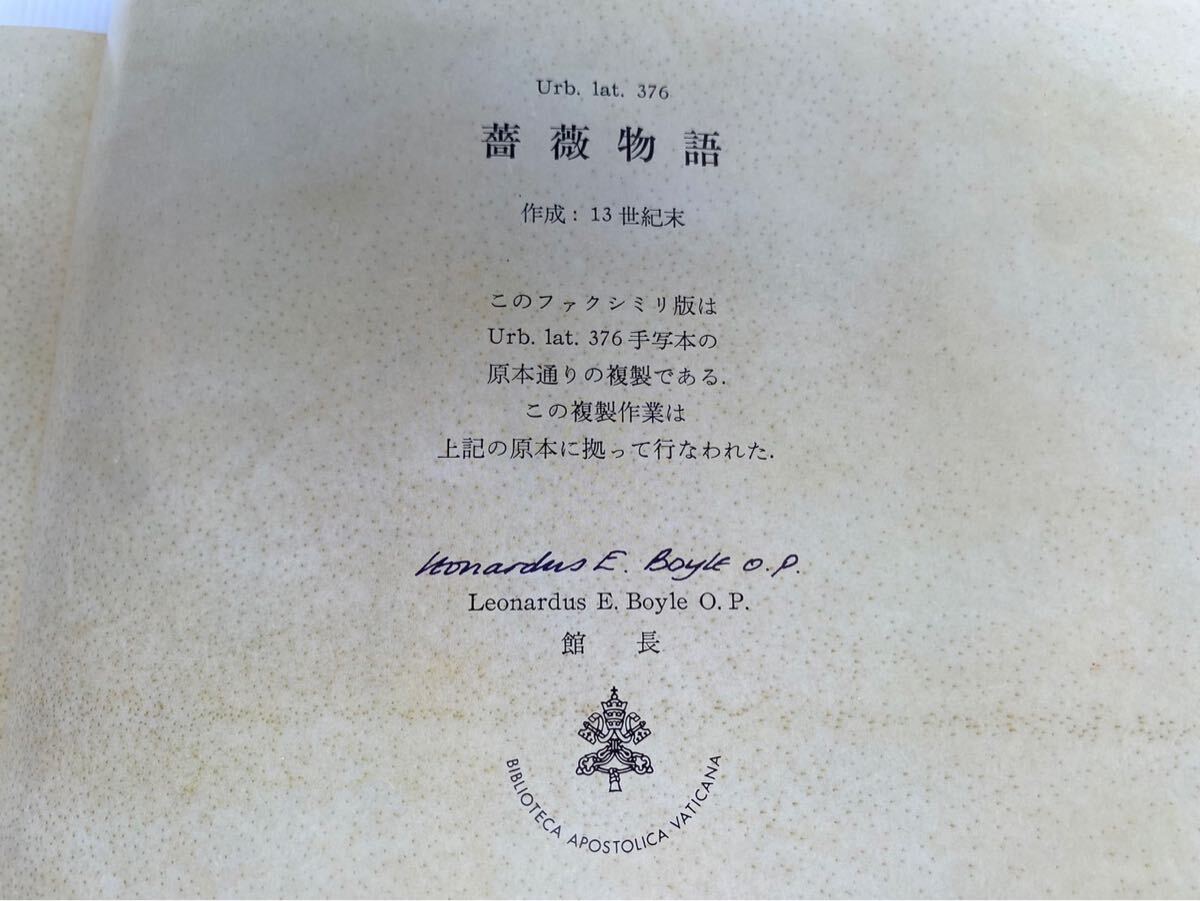 Urb. lat. 376
薔薇物語
作成: 13世紀末
このファクシミリ版は
Urb. lat. 376手写本の
原本通りの複製である.
この複製作業は
上記の原本に拠って行なわれた.
Leonardus E. Boyle O.P.
Leonardus E. Boyle O. P.
館 長
BIBLIOTECA APOSTOLICA VATICANA